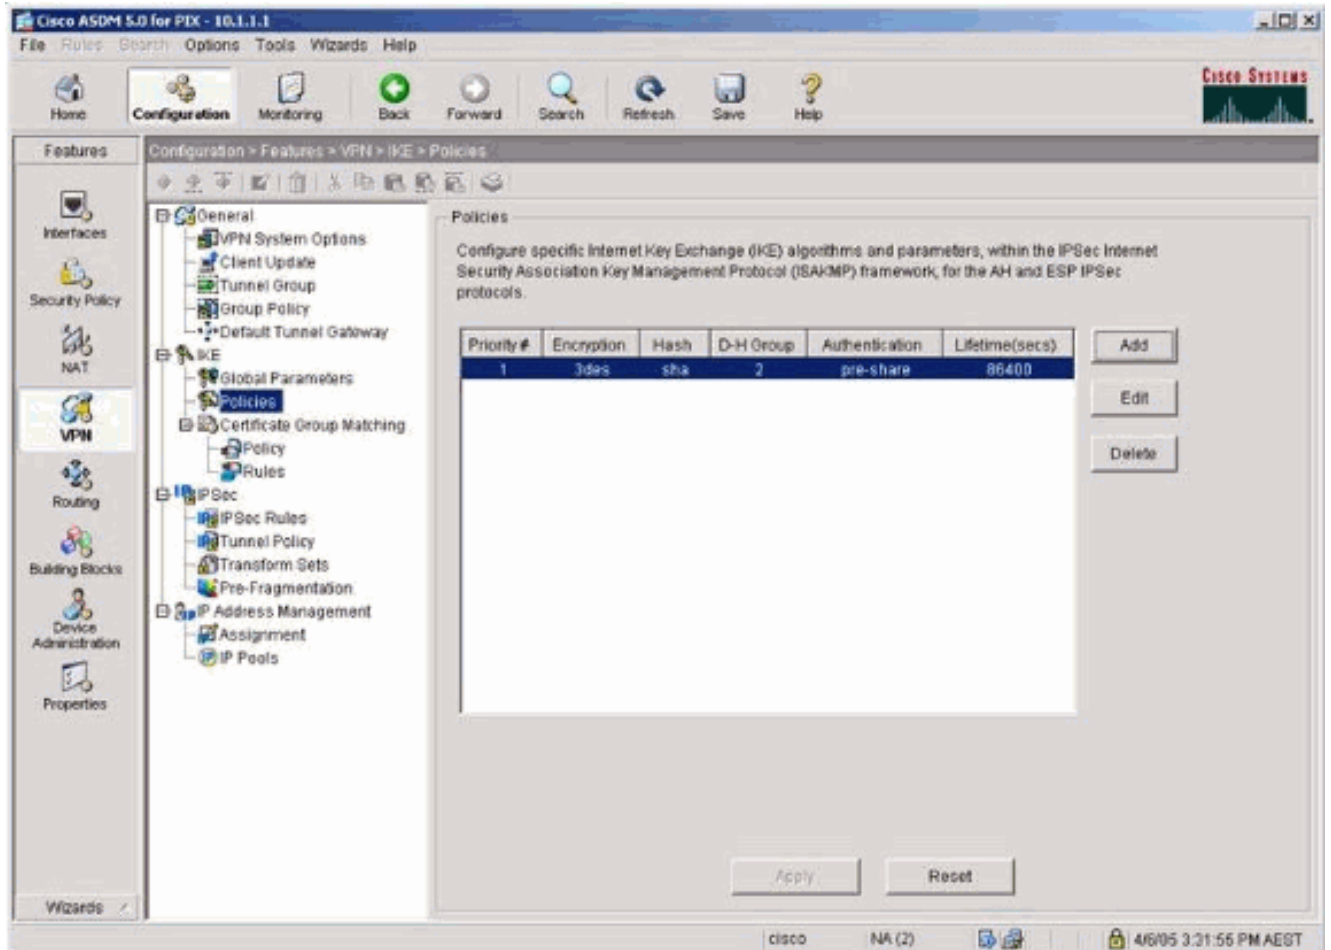 Cisco ASDM 5.0 for PIX - 10.1.1.1
File Rules Search Options Tools Wizards Help
Home Configuration Monitoring Back Forward Search Refresh Save Help
CISCO SYSTEMS
Features
Configuration > Features > VPN > IKE > Policies
Interfaces
Security Policy
NAT
VPN
Routing
Building Blocks
Device
Administration
Properties
Wizards
General
VPN System Options
Client Update
Tunnel Group
Group Policy
Default Tunnel Gateway
IKE
Global Parameters
Policies
Certificate Group Matching
Policy
Rules
IPSec
IPSec Rules
Tunnel Policy
Transform Sets
Pre-Fragmentation
IP Address Management
Assignment
IP Pools
Policies
Configure specific Internet Key Exchange (IKE) algorithms and parameters, within the IPSec Internet
Security Association Key Management Protocol (ISAKMP) framework, for the AH and ESP IPSec
protocols.
Priority # Encryption Hash D-H Group Authentication Lifetime(secs)
1 3des sha 2 pre-share 86400
Add
Edit
Delete
Apply Reset
cisco NA (2) 4/6/05 3:31:55 PM AEST